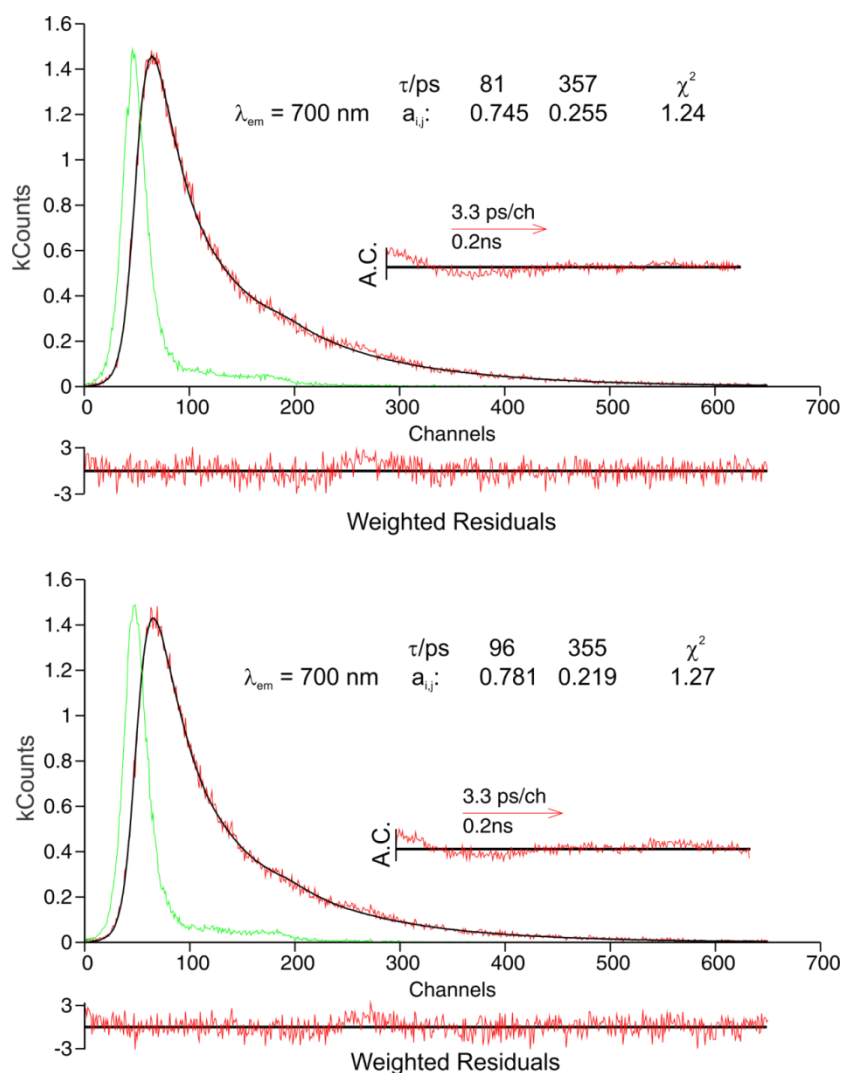 1.6
τ/ps 81 357 χ²
λem = 700 nm ai,j: 0.745 0.255 1.24
1.4
1.2
1
0.8
0.6
0.4
0.2
0
kCounts
3.3 ps/ch
0.2ns
A.C.
0 100 200 300 400 500 600 700
Channels
3
-3
Weighted Residuals
1.6
τ/ps 96 355 χ²
λem = 700 nm ai,j: 0.781 0.219 1.27
1.4
1.2
1
0.8
0.6
0.4
0.2
0
kCounts
3.3 ps/ch
0.2ns
A.C.
0 100 200 300 400 500 600 700
Channels
3
-3
Weighted Residuals